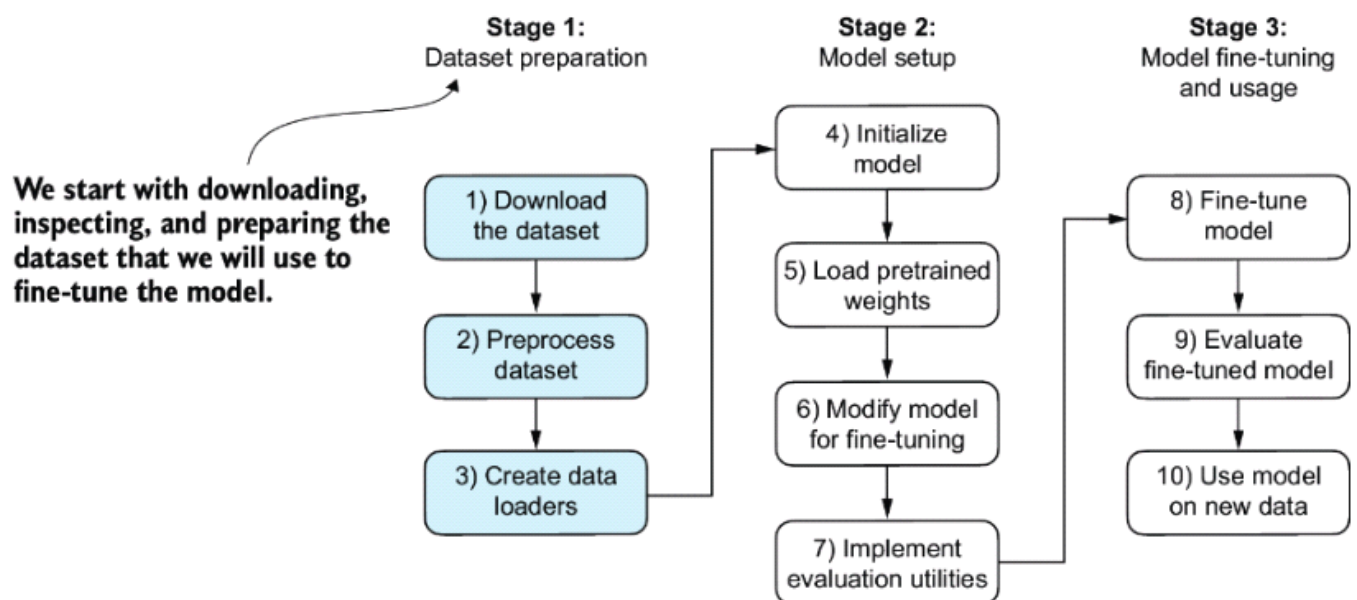 Stage 1:
Dataset preparation
We start with downloading,
inspecting, and preparing the
dataset that we will use to
fine-tune the model.
1) Download
the dataset
2) Preprocess
dataset
3) Create data
loaders
Stage 2:
Model setup
4) Initialize
model
5) Load pretrained
weights
6) Modify model
for fine-tuning
7) Implement
evaluation utilities
Stage 3:
Model fine-tuning
and usage
8) Fine-tune
model
9) Evaluate
fine-tuned model
10) Use model
on new data